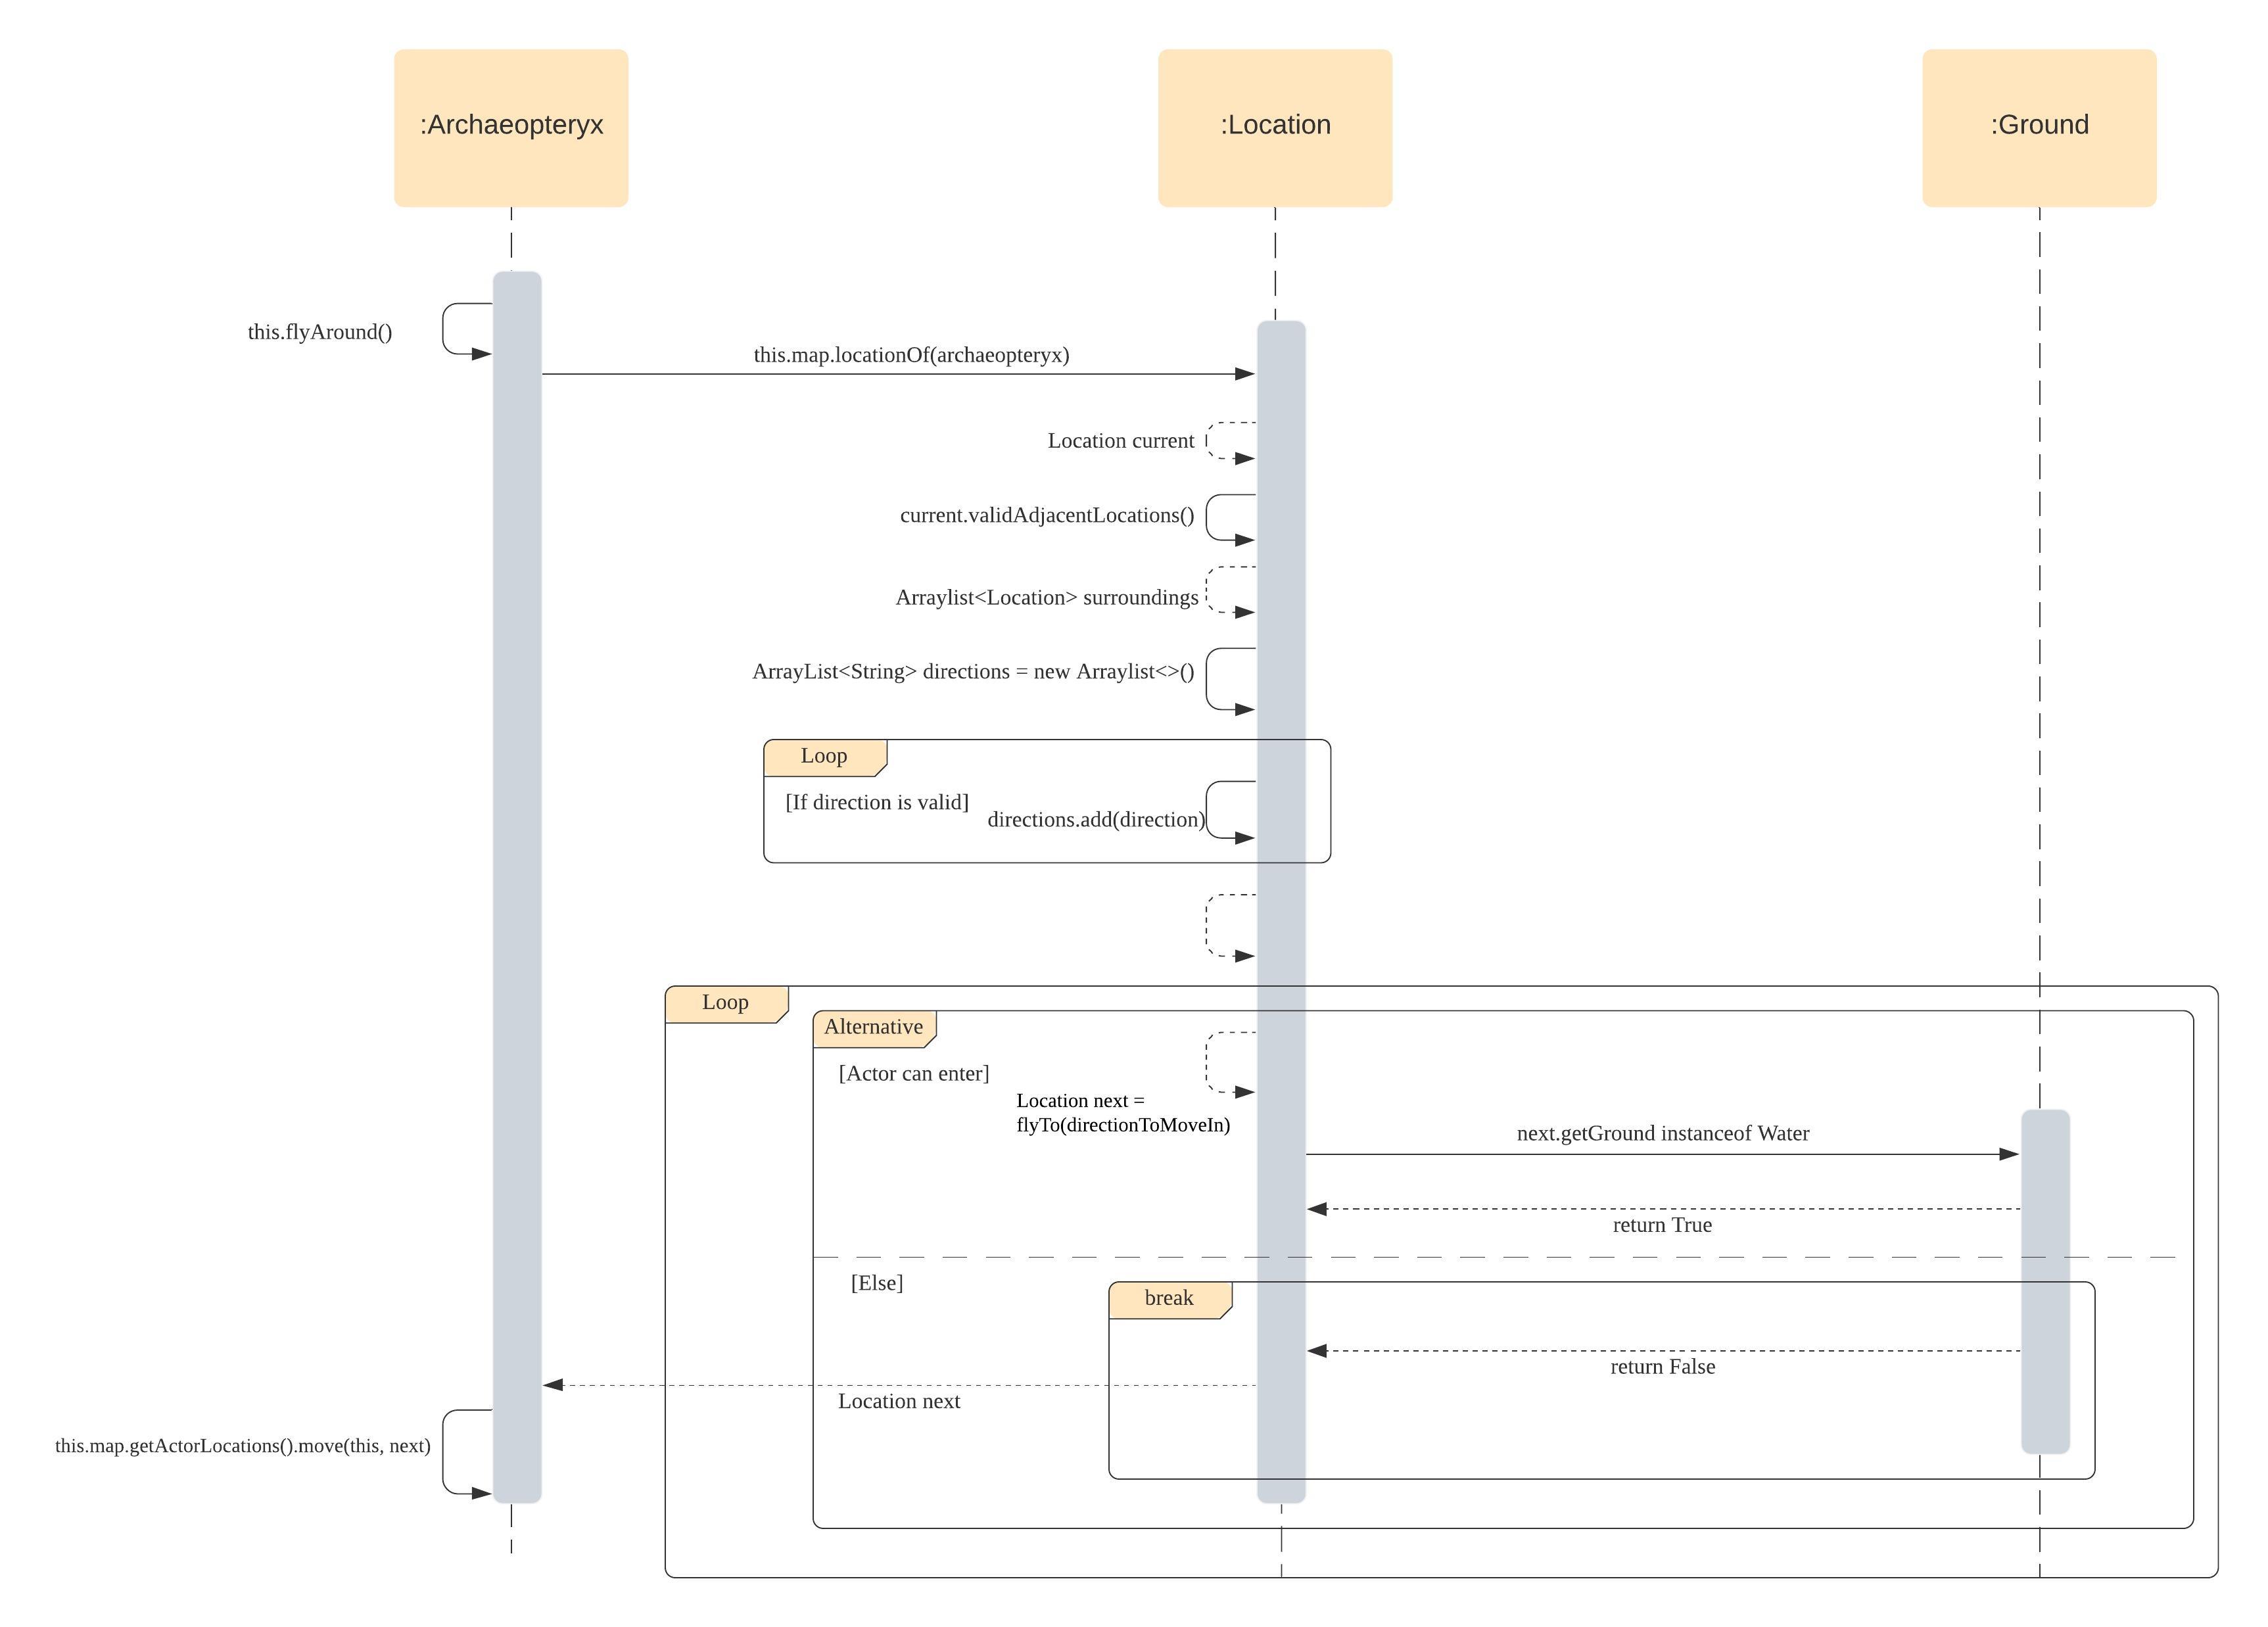 :Archaeopteryx
:Location
:Ground
this.flyAround()
this.map.locationOf(archaeopteryx)
Location current
current.validAdjacentLocations()
Arraylist<Location> surroundings
ArrayList<String> directions = new Arraylist<>()
Loop
[If direction is valid]
directions.add(direction)
Loop
Alternative
[Actor can enter]
Location next =
flyTo(directionToMoveIn)
next.getGround instanceof Water
return True
[Else]
break
return False
Location next
this.map.getActorLocations().move(this, next)